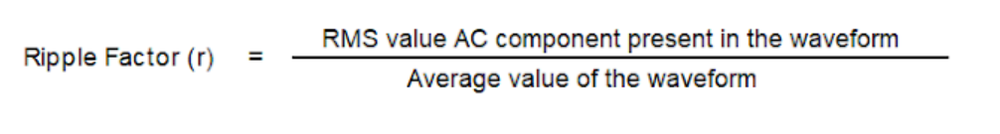 RMS value AC component present in the waveform
Ripple Factor (r) =
Average value of the waveform